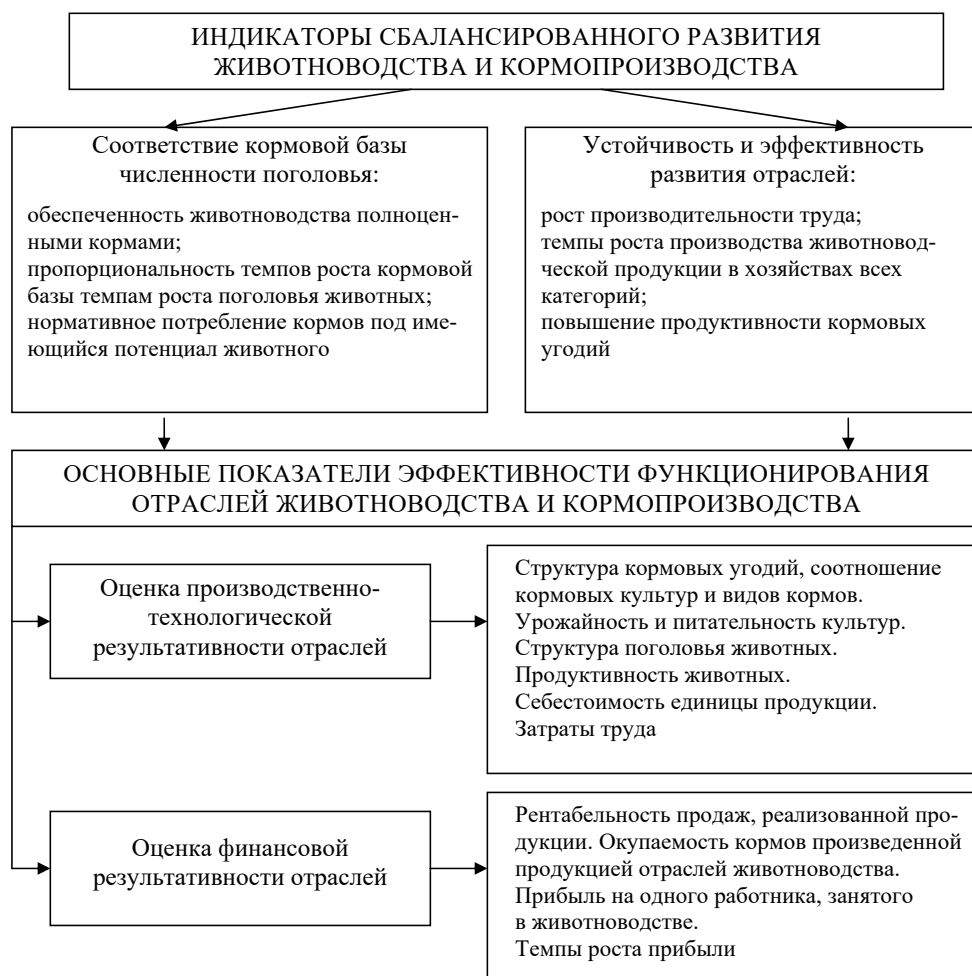 ИНДИКАТОРЫ СБАЛАНСИРОВАННОГО РАЗВИТИЯ
ЖИВОТНОВОДСТВА И КОРМОПРОИЗВОДСТВА
Соответствие кормовой базы
численности поголовья:
обеспеченность животноводства полноцен-
ными кормами;
пропорциональность темпов роста кормовой
базы темпам роста поголовья животных;
нормативное потребление кормов под име-
ющийся потенциал животного
Устойчивость и эффективность
развития отраслей:
рост производительности труда;
темпы роста производства животновод-
ческой продукции в хозяйствах всех
категорий;
повышение продуктивности кормовых
угодий
ОСНОВНЫЕ ПОКАЗАТЕЛИ ЭФФЕКТИВНОСТИ ФУНКЦИОНИРОВАНИЯ
ОТРАСЛЕЙ ЖИВОТНОВОДСТВА И КОРМОПРОИЗВОДСТВА
Оценка производственно-
технологической
результативности отраслей
Структура кормовых угодий, соотношение
кормовых культур и видов кормов.
Урожайность и питательность культур.
Структура поголовья животных.
Продуктивность животных.
Себестоимость единицы продукции.
Затраты труда
Оценка финансовой
результативности отраслей
Рентабельность продаж, реализованной про-
дукции. Окупаемость кормов произведенной
продукцией отраслей животноводства.
Прибыль на одного работника, занятого
в животноводстве.
Темпы роста прибыли